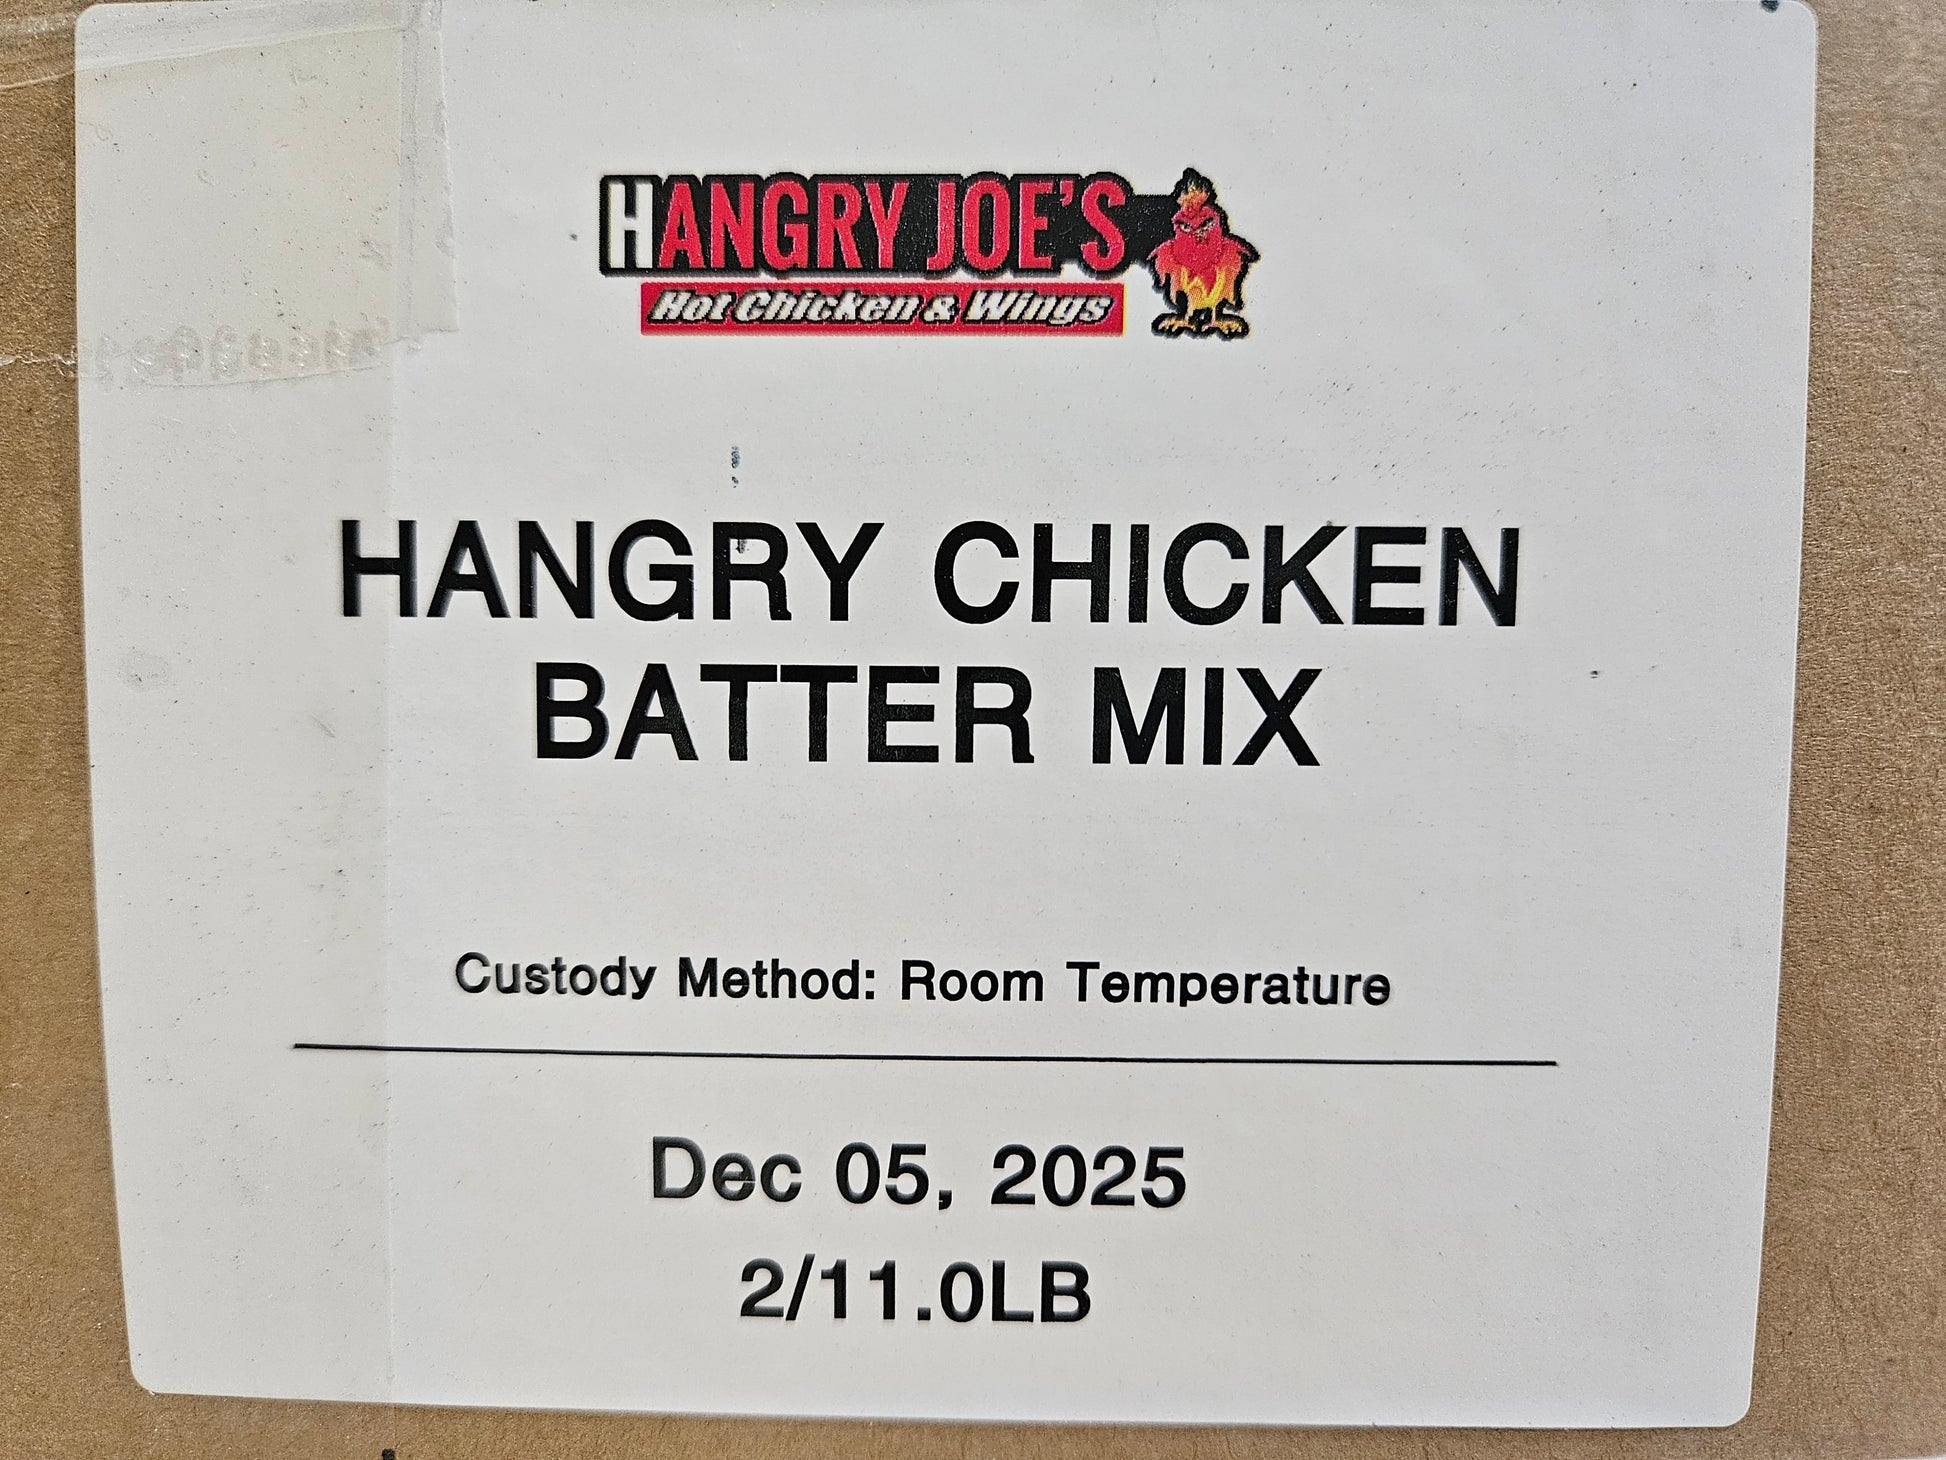 HANGRY JOE'S
Hot Chicken & Wings
HANGRY CHICKEN
BATTER MIX
Custody Method: Room Temperature
Dec 05, 2025
2/11.0LB